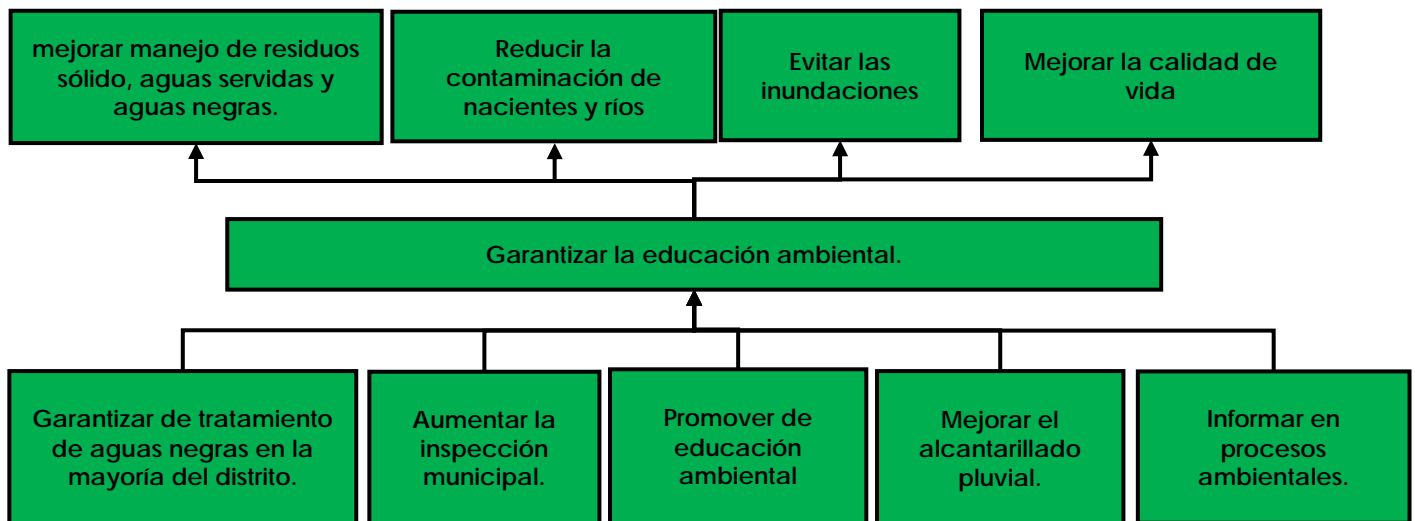 mejorar manejo de residuos
sólido, aguas servidas y
aguas negras.
Reducir la
contaminación de
nacientes y ríos
Evitar las
inundaciones
Mejorar la calidad de
vida
Garantizar la educación ambiental.
Garantizar de tratamiento
de aguas negras en la
mayoría del distrito.
Aumentar la
inspección
municipal.
Promover de
educación
ambiental
Mejorar el
alcantarillado
pluvial.
Informar en
procesos
ambientales.